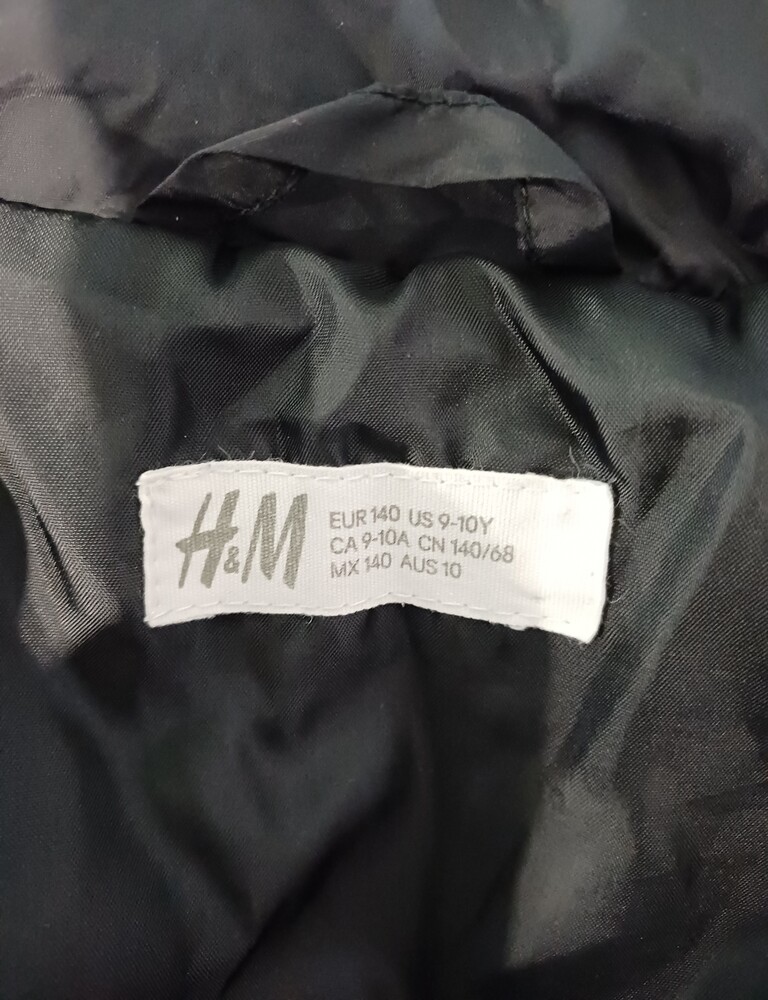 H&M
EUR 140 US 9-10Y
CA 9-10A CN 140/68
MX 140 AUS 10